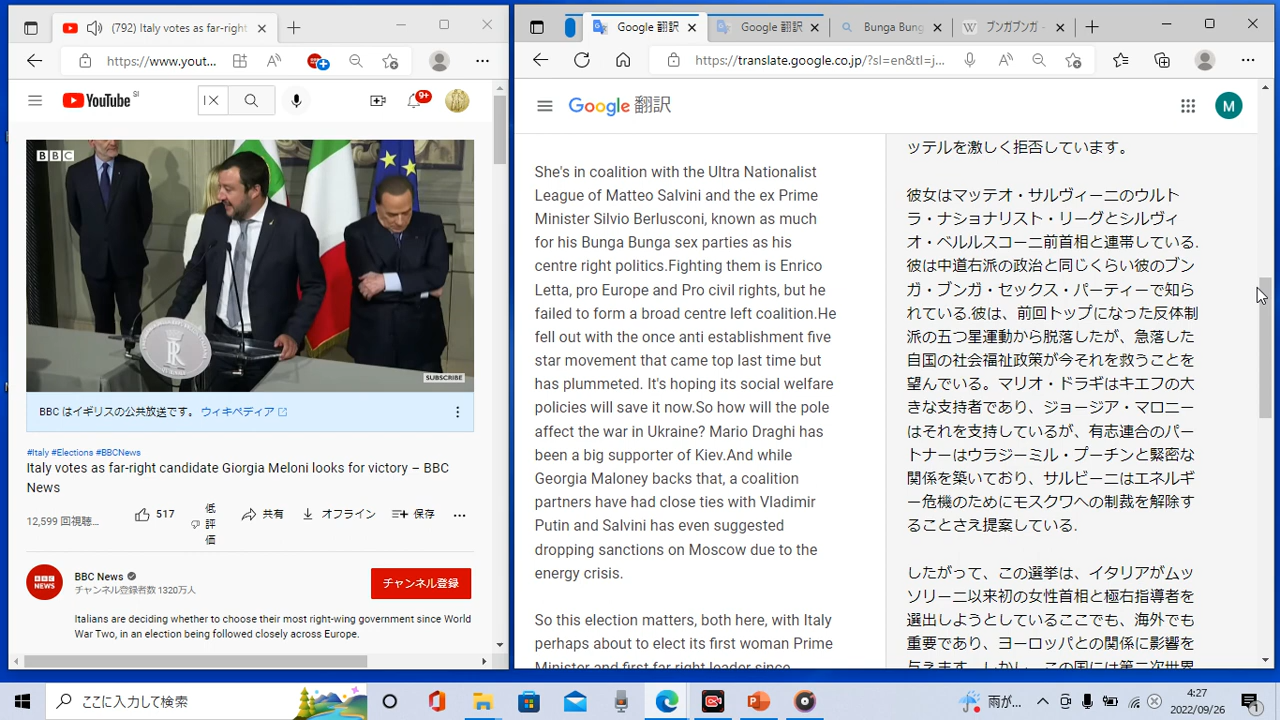 (792) Italy votes as far-right
https://www.yout...
YouTube SI
9+
BBC
SUBSCRIBE
BBC はイギリスの公共放送です。 ウィキペディア
#Italy #Elections #BBCNews
Italy votes as far-right candidate Giorgia Meloni looks for victory – BBC
News
12,599 回視聴...
517
低
評
価
共有
オフライン
保存
BBC
NEWS
BBC News
チャンネル登録者数 1320万人
チャンネル登録
Italians are deciding whether to choose their most right-wing government since World
War Two, in an election being followed closely across Europe.
Google 翻訳
Google 翻訳
Bunga Bung
ブンガブンガ -
https://translate.google.co.jp/?sl=en&tl=j...
Google 翻訳
M
She's in coalition with the Ultra Nationalist
League of Matteo Salvini and the ex Prime
Minister Silvio Berlusconi, known as much
for his Bunga Bunga sex parties as his
centre right politics.Fighting them is Enrico
Letta, pro Europe and Pro civil rights, but he
failed to form a broad centre left coalition.He
fell out with the once anti establishment five
star movement that came top last time but
has plummeted. It's hoping its social welfare
policies will save it now.So how will the pole
affect the war in Ukraine? Mario Draghi has
been a big supporter of Kiev.And while
Georgia Maloney backs that, a coalition
partners have had close ties with Vladimir
Putin and Salvini has even suggested
dropping sanctions on Moscow due to the
energy crisis.
So this election matters, both here, with Italy
perhaps about to elect its first woman Prime
Minister and first far right leader since
ッテルを激しく拒否しています。
彼女はマッテオ・サルヴィーニのウルト
ラ・ナショナリスト・リーグとシルヴィ
オ・ベルルスコーニ前首相と連帯している.
彼は中道右派の政治と同じくらい彼のブン
ガ・ブンガ・セックス・パーティーで知ら
れている.彼は、前回トップになった反体制
派の五つ星運動から脱落したが、急落した
自国の社会福祉政策が今それを救うことを
望んでいる。マリオ・ドラギはキエフの大
きな支持者であり、ジョージア・マロニー
はそれを支持しているが、有志連合のパー
トナーはウラジーミル・プーチンと緊密な
関係を築いており、サルビーニはエネルギ
ー危機のためにモスクワへの制裁を解除す
ることさえ提案している.
したがって、この選挙は、イタリアがムッ
ソリーニ以来初の女性首相と極右指導者を
選出しようとしているここでも、海外でも
重要であり、ヨーロッパとの関係に影響を
与えます。しかし、この国には第二次世界
ここに入力して検索
雨が...
4:27
2022/09/26
1